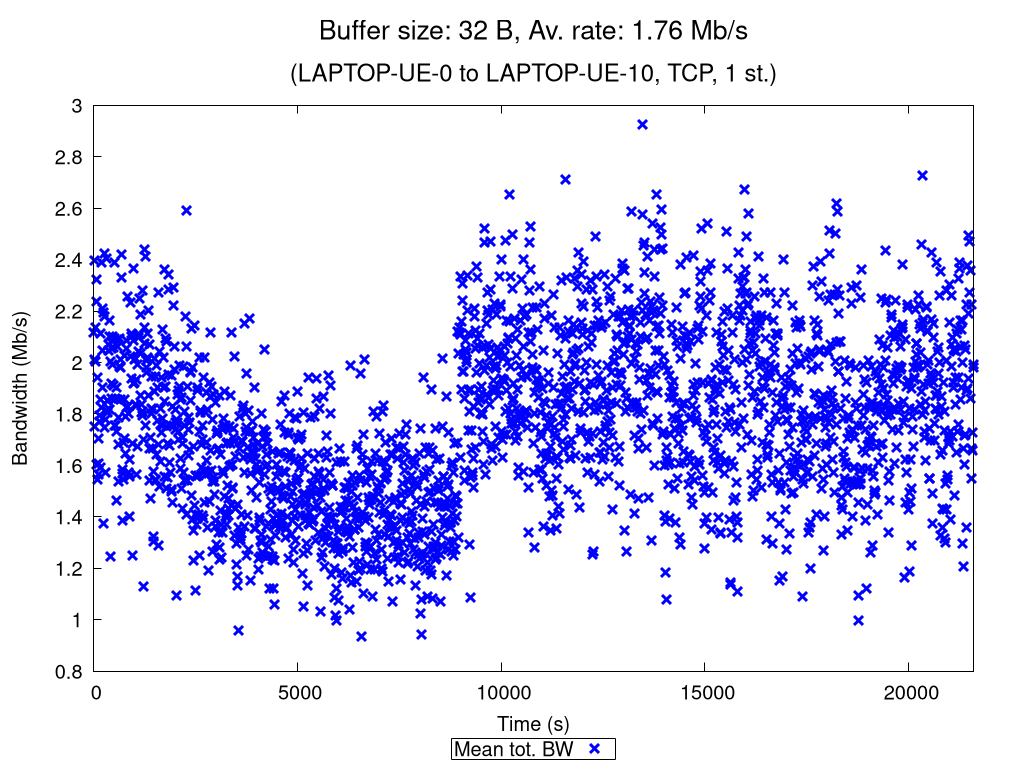 Buffer size: 32 B, Av. rate: 1.76 Mb/s
(LAPTOP-UE-0 to LAPTOP-UE-10, TCP, 1 st.)
3
2.8
2.6
2.4
2.2
2
1.8
1.6
1.4
1.2
1
0.8
Bandwidth (Mb/s)
0 5000 10000 15000 20000
Time (s)
Mean tot. BW